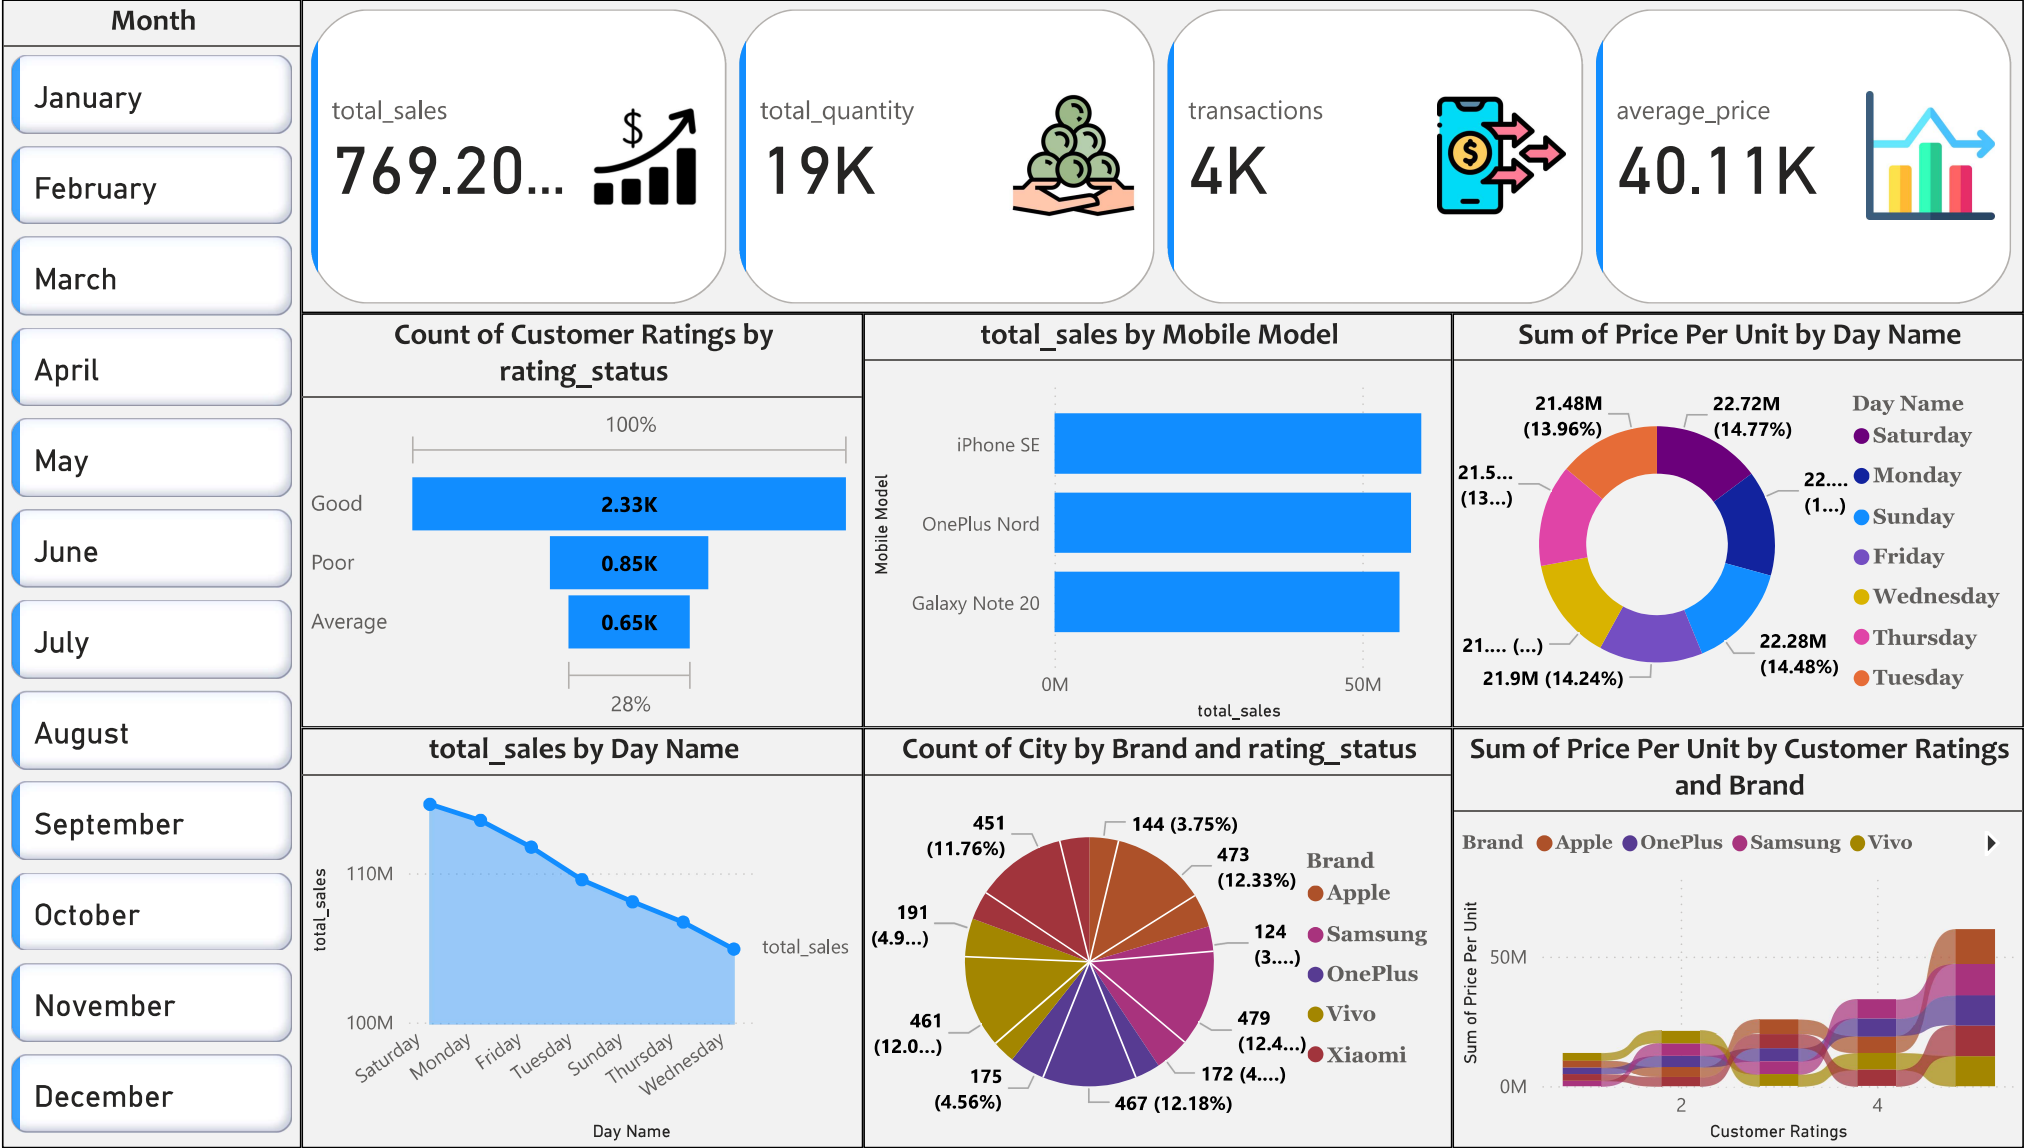 Month
January
February
March
April
May
June
July
August
September
October
November
December
total_sales
769.20...
$
total_quantity
19K
transactions
4K
$
average_price
40.11K
Count of Customer Ratings by
rating_status
100%
Good
2.33K
Poor
0.85K
Average
0.65K
28%
total_sales by Mobile Model
Mobile Model
iPhone SE
OnePlus Nord
Galaxy Note 20
0M
50M
total_sales
Sum of Price Per Unit by Day Name
21.48M
(13.96%)
22.72M
(14.77%)
21.5...
(13...)
22....
(1...)
21.... (...)
21.9M (14.24%)
22.28M
(14.48%)
Day Name
Saturday
Monday
Sunday
Friday
Wednesday
Thursday
Tuesday
total_sales by Day Name
total_sales
110M
100M
total_sales
Saturday
Monday
Friday
Tuesday
Sunday
Thursday
Wednesday
Day Name
Count of City by Brand and rating_status
451
(11.76%)
144 (3.75%)
473
(12.33%)
191
(4.9...)
124
(3....)
461
(12.0...)
479
(12.4...)
175
(4.56%)
172 (4....)
467 (12.18%)
Brand
Apple
Samsung
OnePlus
Vivo
Xiaomi
Sum of Price Per Unit by Customer Ratings
and Brand
Brand Apple OnePlus Samsung Vivo
Sum of Price Per Unit
50M
0M
2
4
Customer Ratings